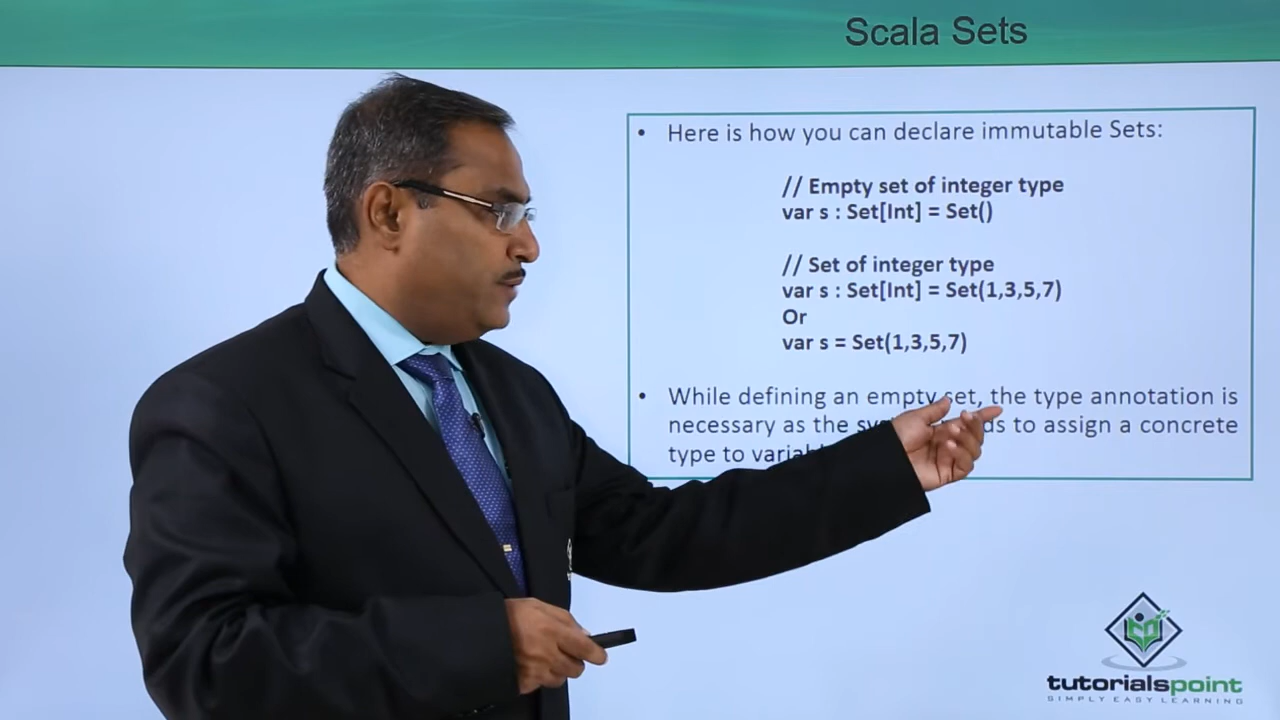 Scala Sets
• Here is how you can declare immutable Sets:
// Empty set of integer type
var s : Set[Int] = Set()
// Set of integer type
var s : Set[Int] = Set(1,3,5,7)
Or
var s = Set(1,3,5,7)
• While defining an empty set, the type annotation is
necessary as the to assign a concrete
type to
tutorialspoint
SIMPLY EASY LEARNING